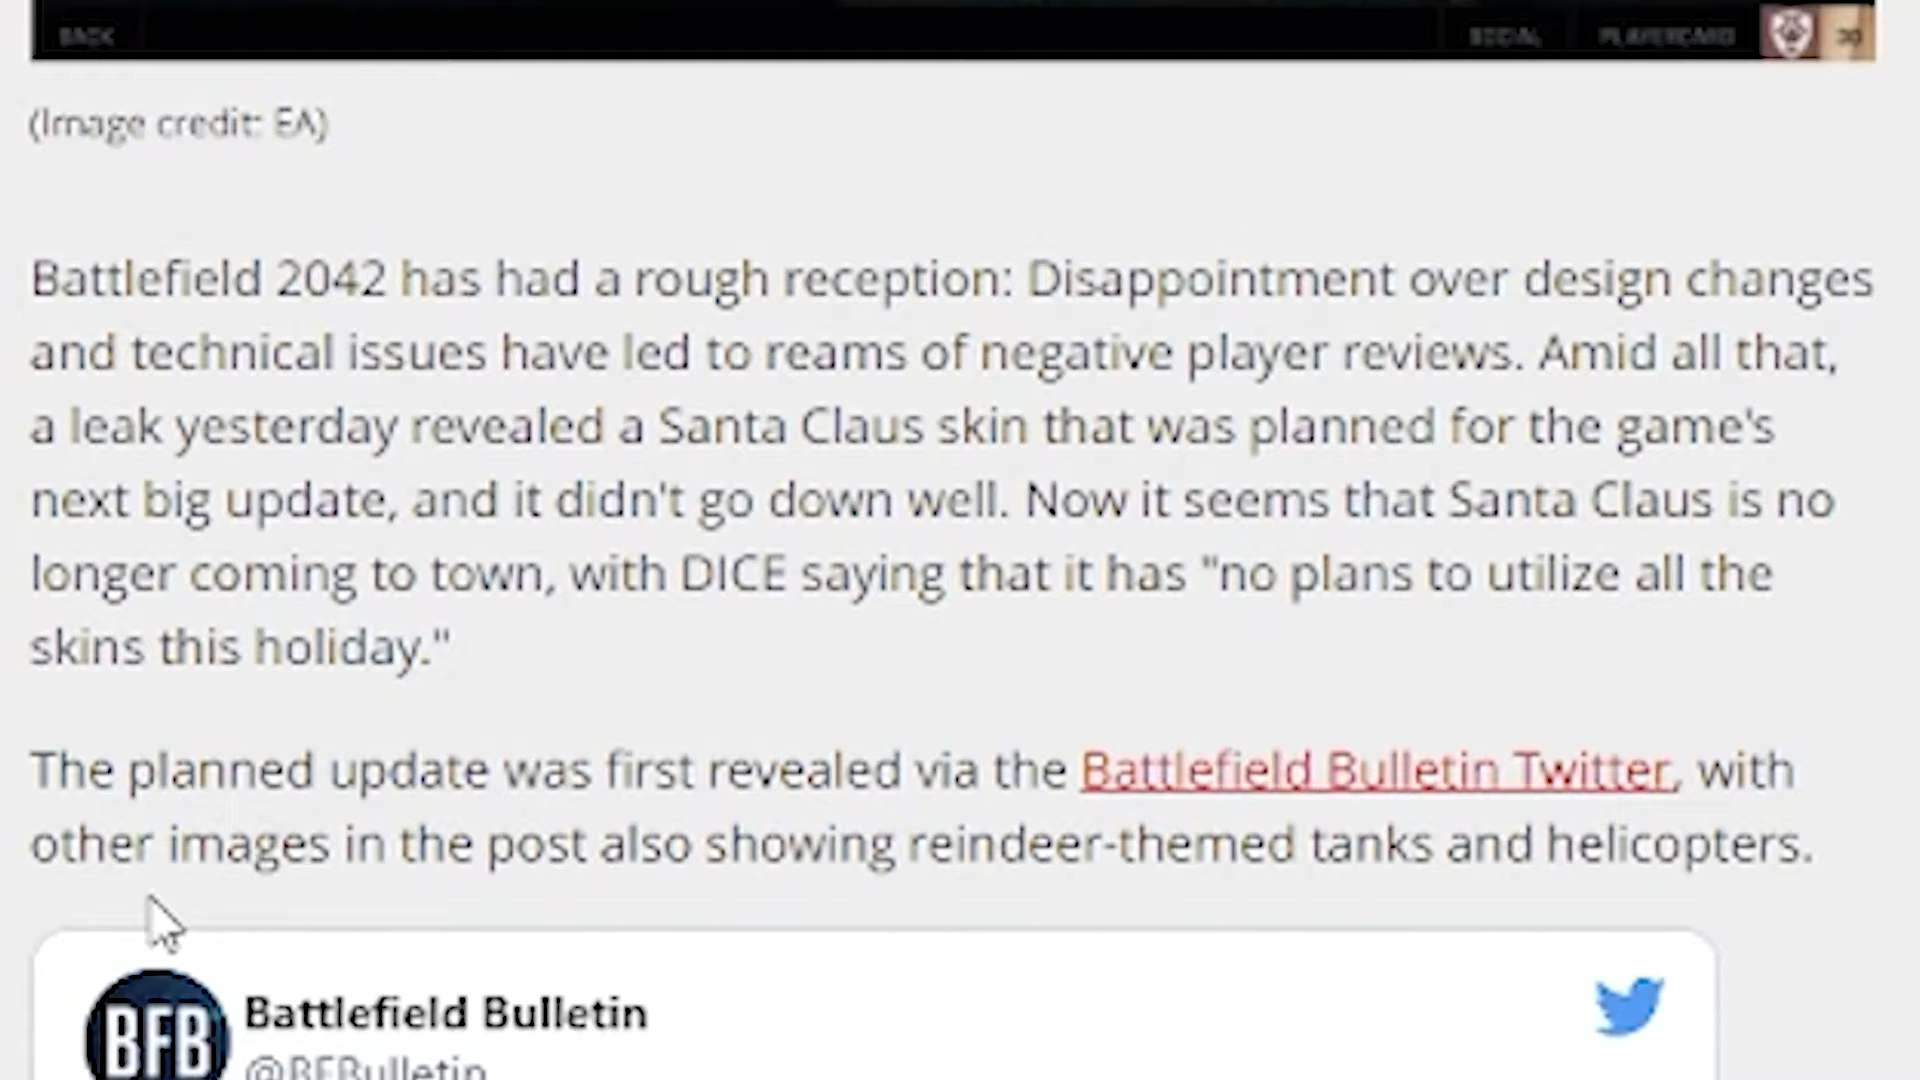 BACK SOCIAL PLAYERCARD
(Image credit: EA)
Battlefield 2042 has had a rough reception: Disappointment over design changes
and technical issues have led to reams of negative player reviews. Amid all that,
a leak yesterday revealed a Santa Claus skin that was planned for the game's
next big update, and it didn't go down well. Now it seems that Santa Claus is no
longer coming to town, with DICE saying that it has "no plans to utilize all the
skins this holiday."
The planned update was first revealed via the Battlefield Bulletin Twitter, with
other images in the post also showing reindeer-themed tanks and helicopters.
BFB Battlefield Bulletin
@BFBulletin